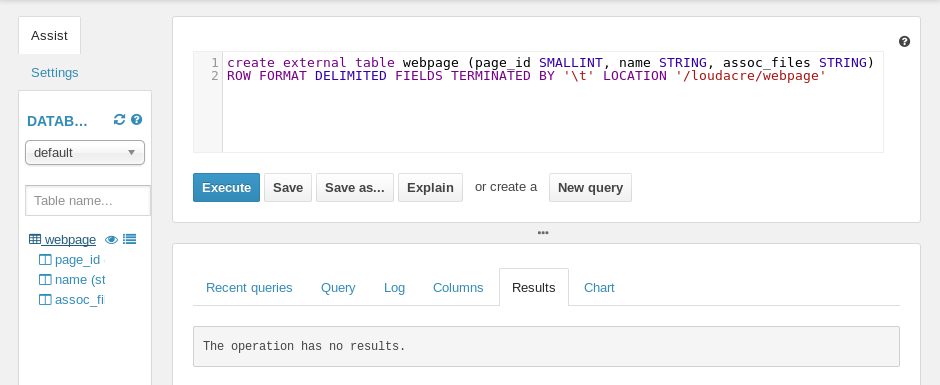 Assist
Settings
DATAB...
default
Table name...
webpage
page_id
name (st
assoc_fi
1 create external table webpage (page_id SMALLINT, name STRING, assoc_files STRING)
2 ROW FORMAT DELIMITED FIELDS TERMINATED BY '\t' LOCATION '/loudacre/webpage'
Execute Save Save as... Explain or create a New query
Recent queries Query Log Columns Results Chart
The operation has no results.